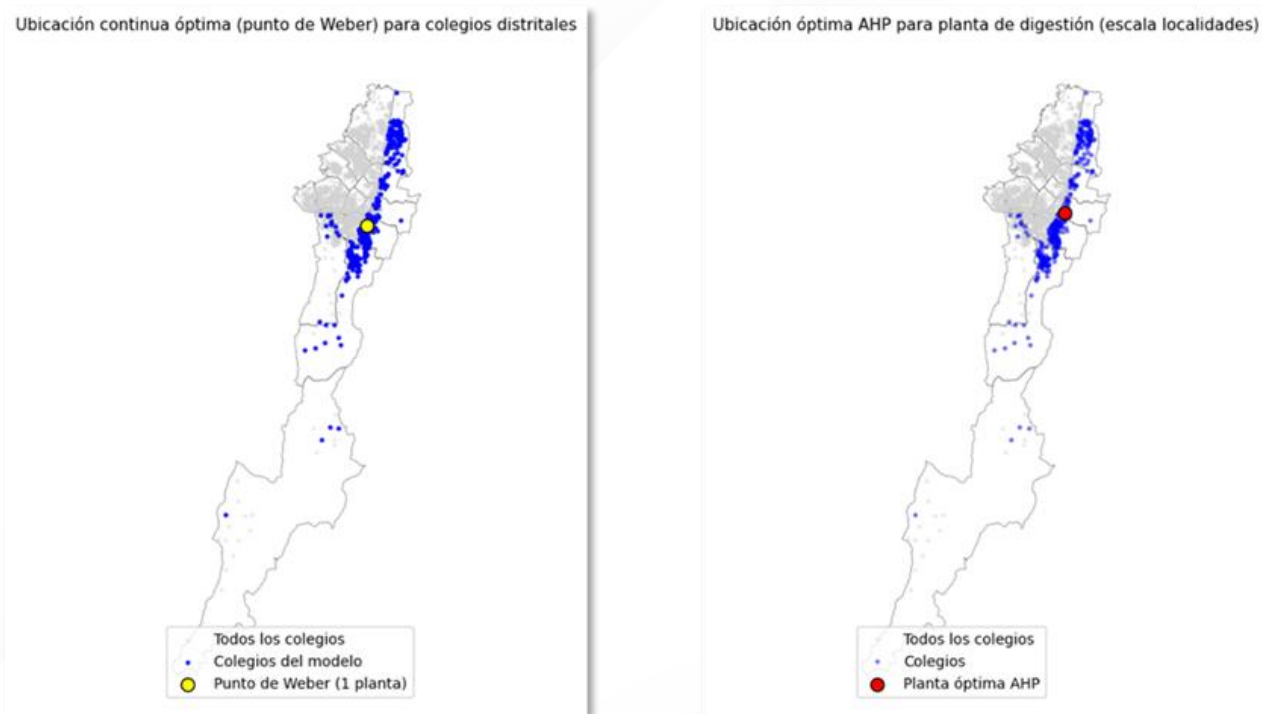 Ubicación continua óptima (punto de Weber) para colegios distritales
Todos los colegios
Colegios del modelo
Punto de Weber (1 planta)
Ubicación óptima AHP para planta de digestión (escala localidades)
Todos los colegios
Colegios
Planta óptima AHP